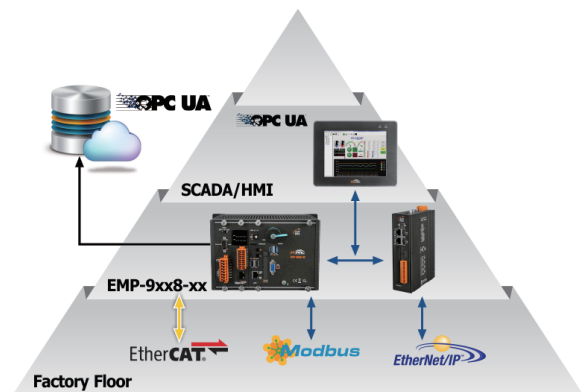 OPC UA
OPC UA
SCADA/HMI
EMP-9xx8-xx
EtherCAT®
Modbus
EtherNet/IP
Factory Floor